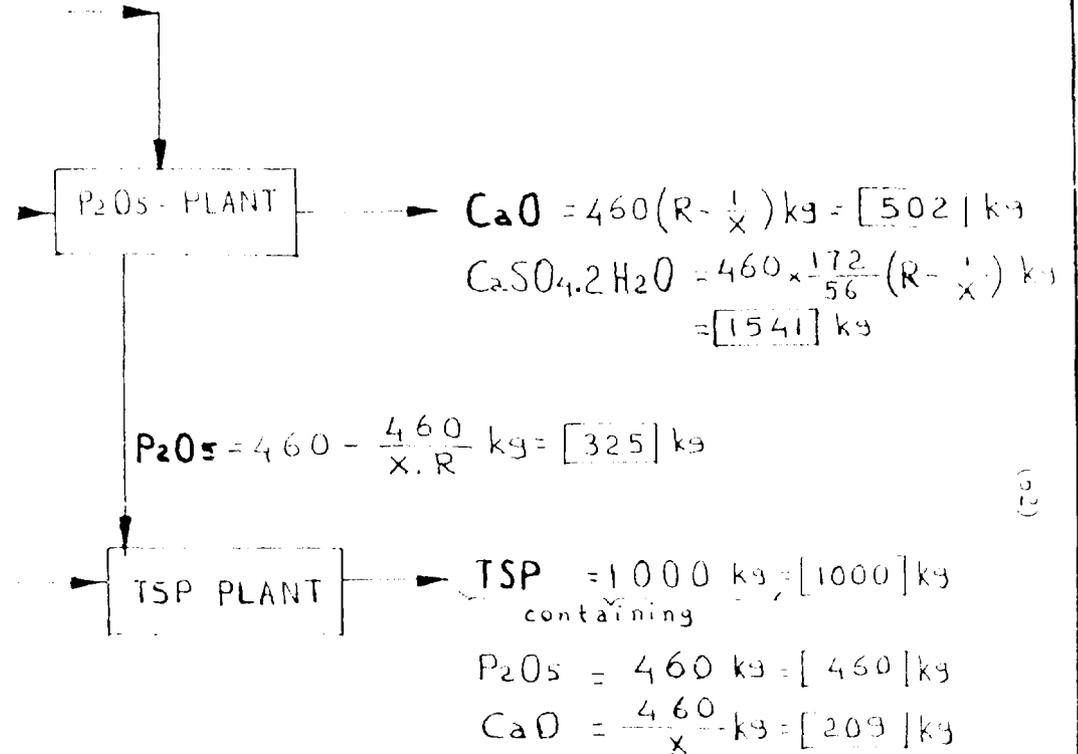 P2O5 - PLANT
CaO = 460(R - 1/x) kg = [502] kg
CaSO4.2H2O = 460 x 172/56 (R - 1/x) kg
= [1541] kg
P2O5 = 460 - 460/X.R kg = [325] kg
TSP PLANT
TSP = 1000 kg = [1000] kg
containing
P2O5 = 460 kg = [460] kg
CaO = 460/X kg = [209] kg